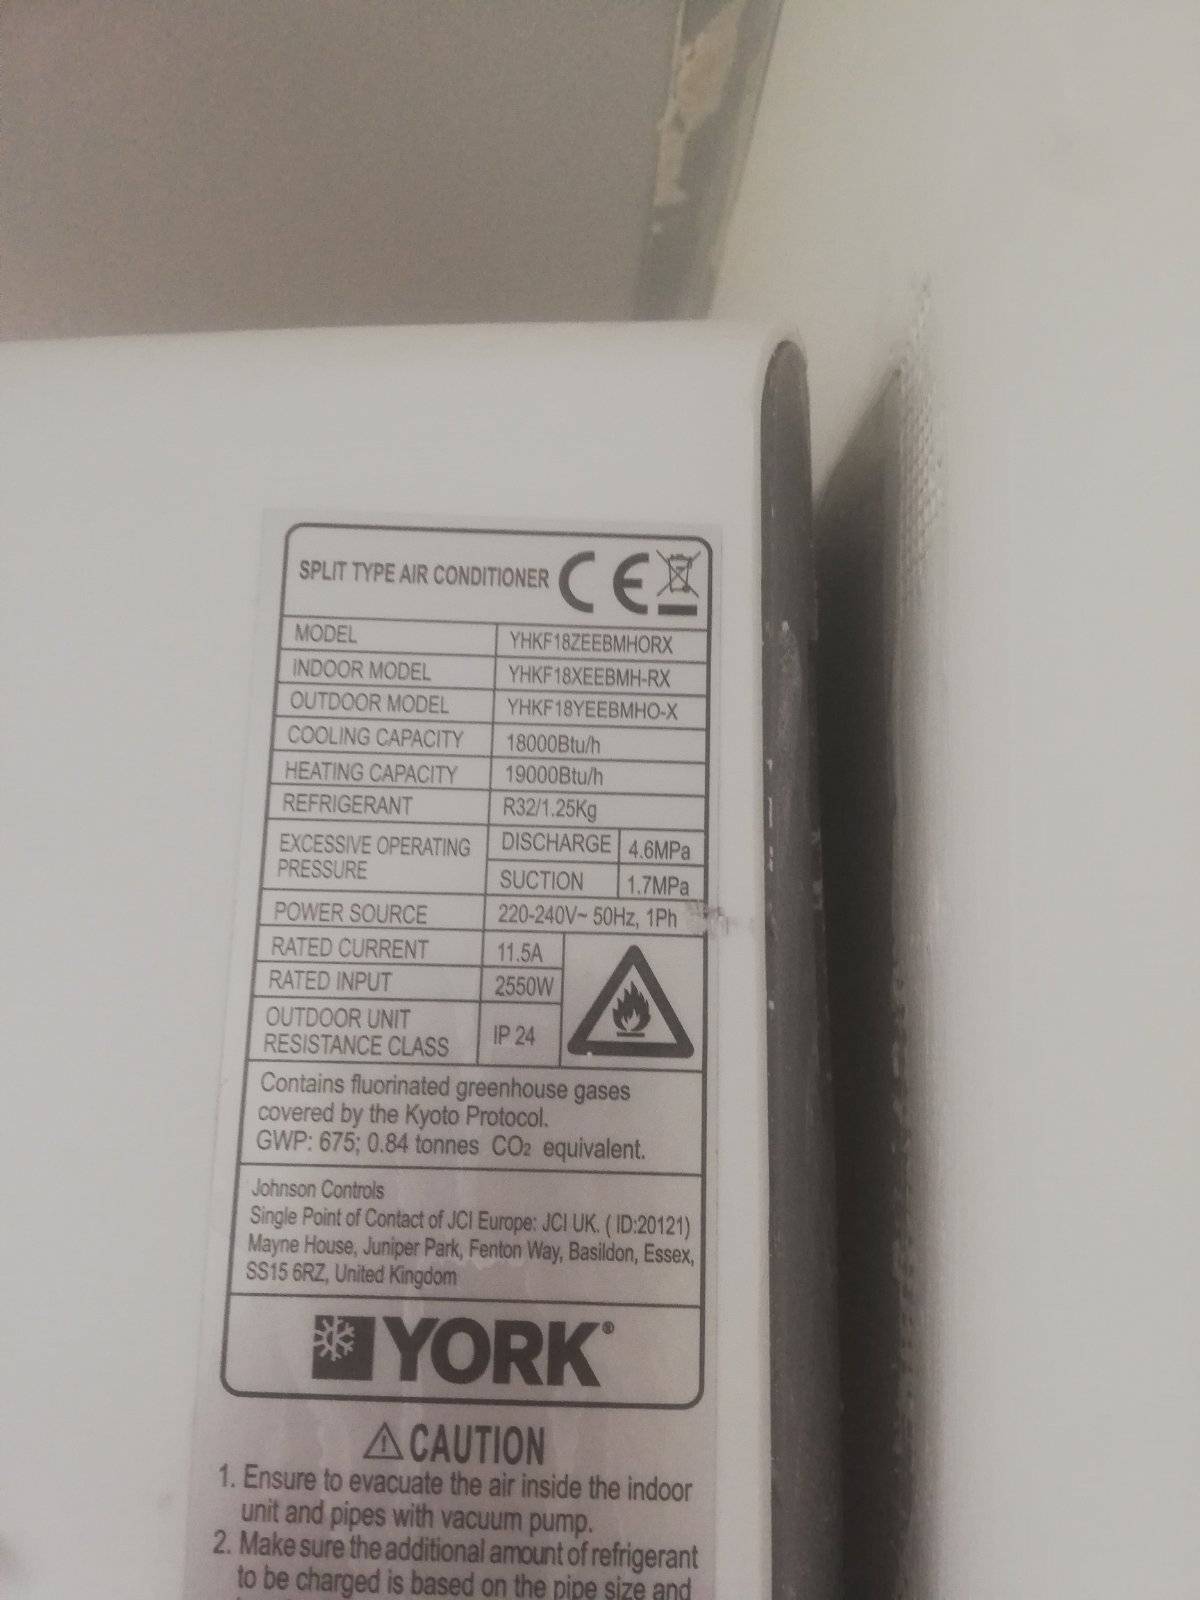 SPLIT TYPE AIR CONDITIONER CE
MODEL YHKF18ZEEBMHORX
INDOOR MODEL YHKF18XEEBMH-RX
OUTDOOR MODEL YHKF18YEEBMHO-X
COOLING CAPACITY 18000Btu/h
HEATING CAPACITY 19000Btu/h
REFRIGERANT R32/1.25Kg
EXCESSIVE OPERATING PRESSURE DISCHARGE 4.6MPa
SUCTION 1.7MPa
POWER SOURCE 220-240V~ 50Hz, 1Ph
RATED CURRENT 11.5A
RATED INPUT 2550W
OUTDOOR UNIT
RESISTANCE CLASS IP 24
Contains fluorinated greenhouse gases
covered by the Kyoto Protocol.
GWP: 675; 0.84 tonnes CO2 equivalent.
Johnson Controls
Single Point of Contact of JCI Europe: JCI UK. ( ID:20121)
Mayne House, Juniper Park, Fenton Way, Basildon, Essex,
SS15 6RZ, United Kingdom
YORK®
CAUTION
1. Ensure to evacuate the air inside the indoor
unit and pipes with vacuum pump.
2. Make sure the additional amount of refrigerant
to be charged is based on the pipe size and